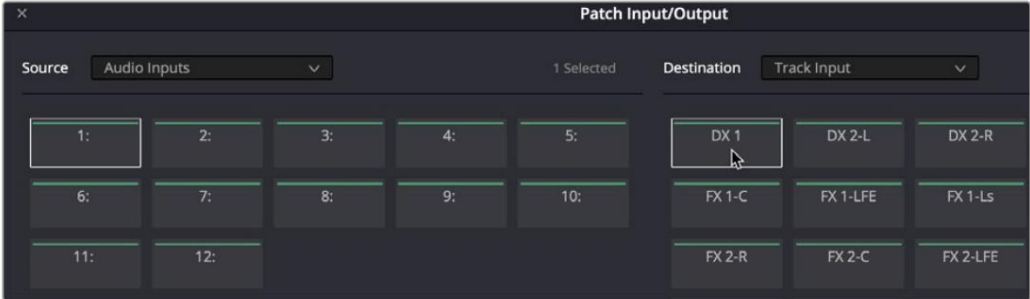 × Patch Input/Output
Source Audio Inputs 1 Selected Destination Track Input
1: 2: 3: 4: 5: DX 1 DX 2-L DX 2-R
6: 7: 8: 9: 10: FX 1-C FX 1-LFE FX 1-Ls
11: 12: FX 2-R FX 2-C FX 2-LFE